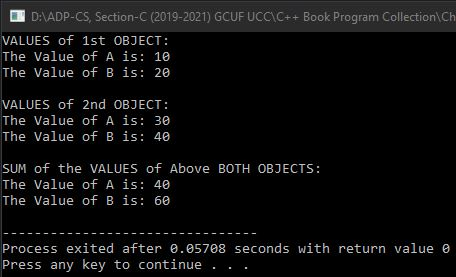 D:\ADP-CS, Section-C (2019-2021) GCUF UCC\C++ Book Program Collection\Ch
VALUES of 1st OBJECT:
The Value of A is: 10
The Value of B is: 20
VALUES of 2nd OBJECT:
The Value of A is: 30
The Value of B is: 40
SUM of the VALUES of Above BOTH OBJECTS:
The Value of A is: 40
The Value of B is: 60
--------------------------------
Process exited after 0.05708 seconds with return value 0
Press any key to continue . . .